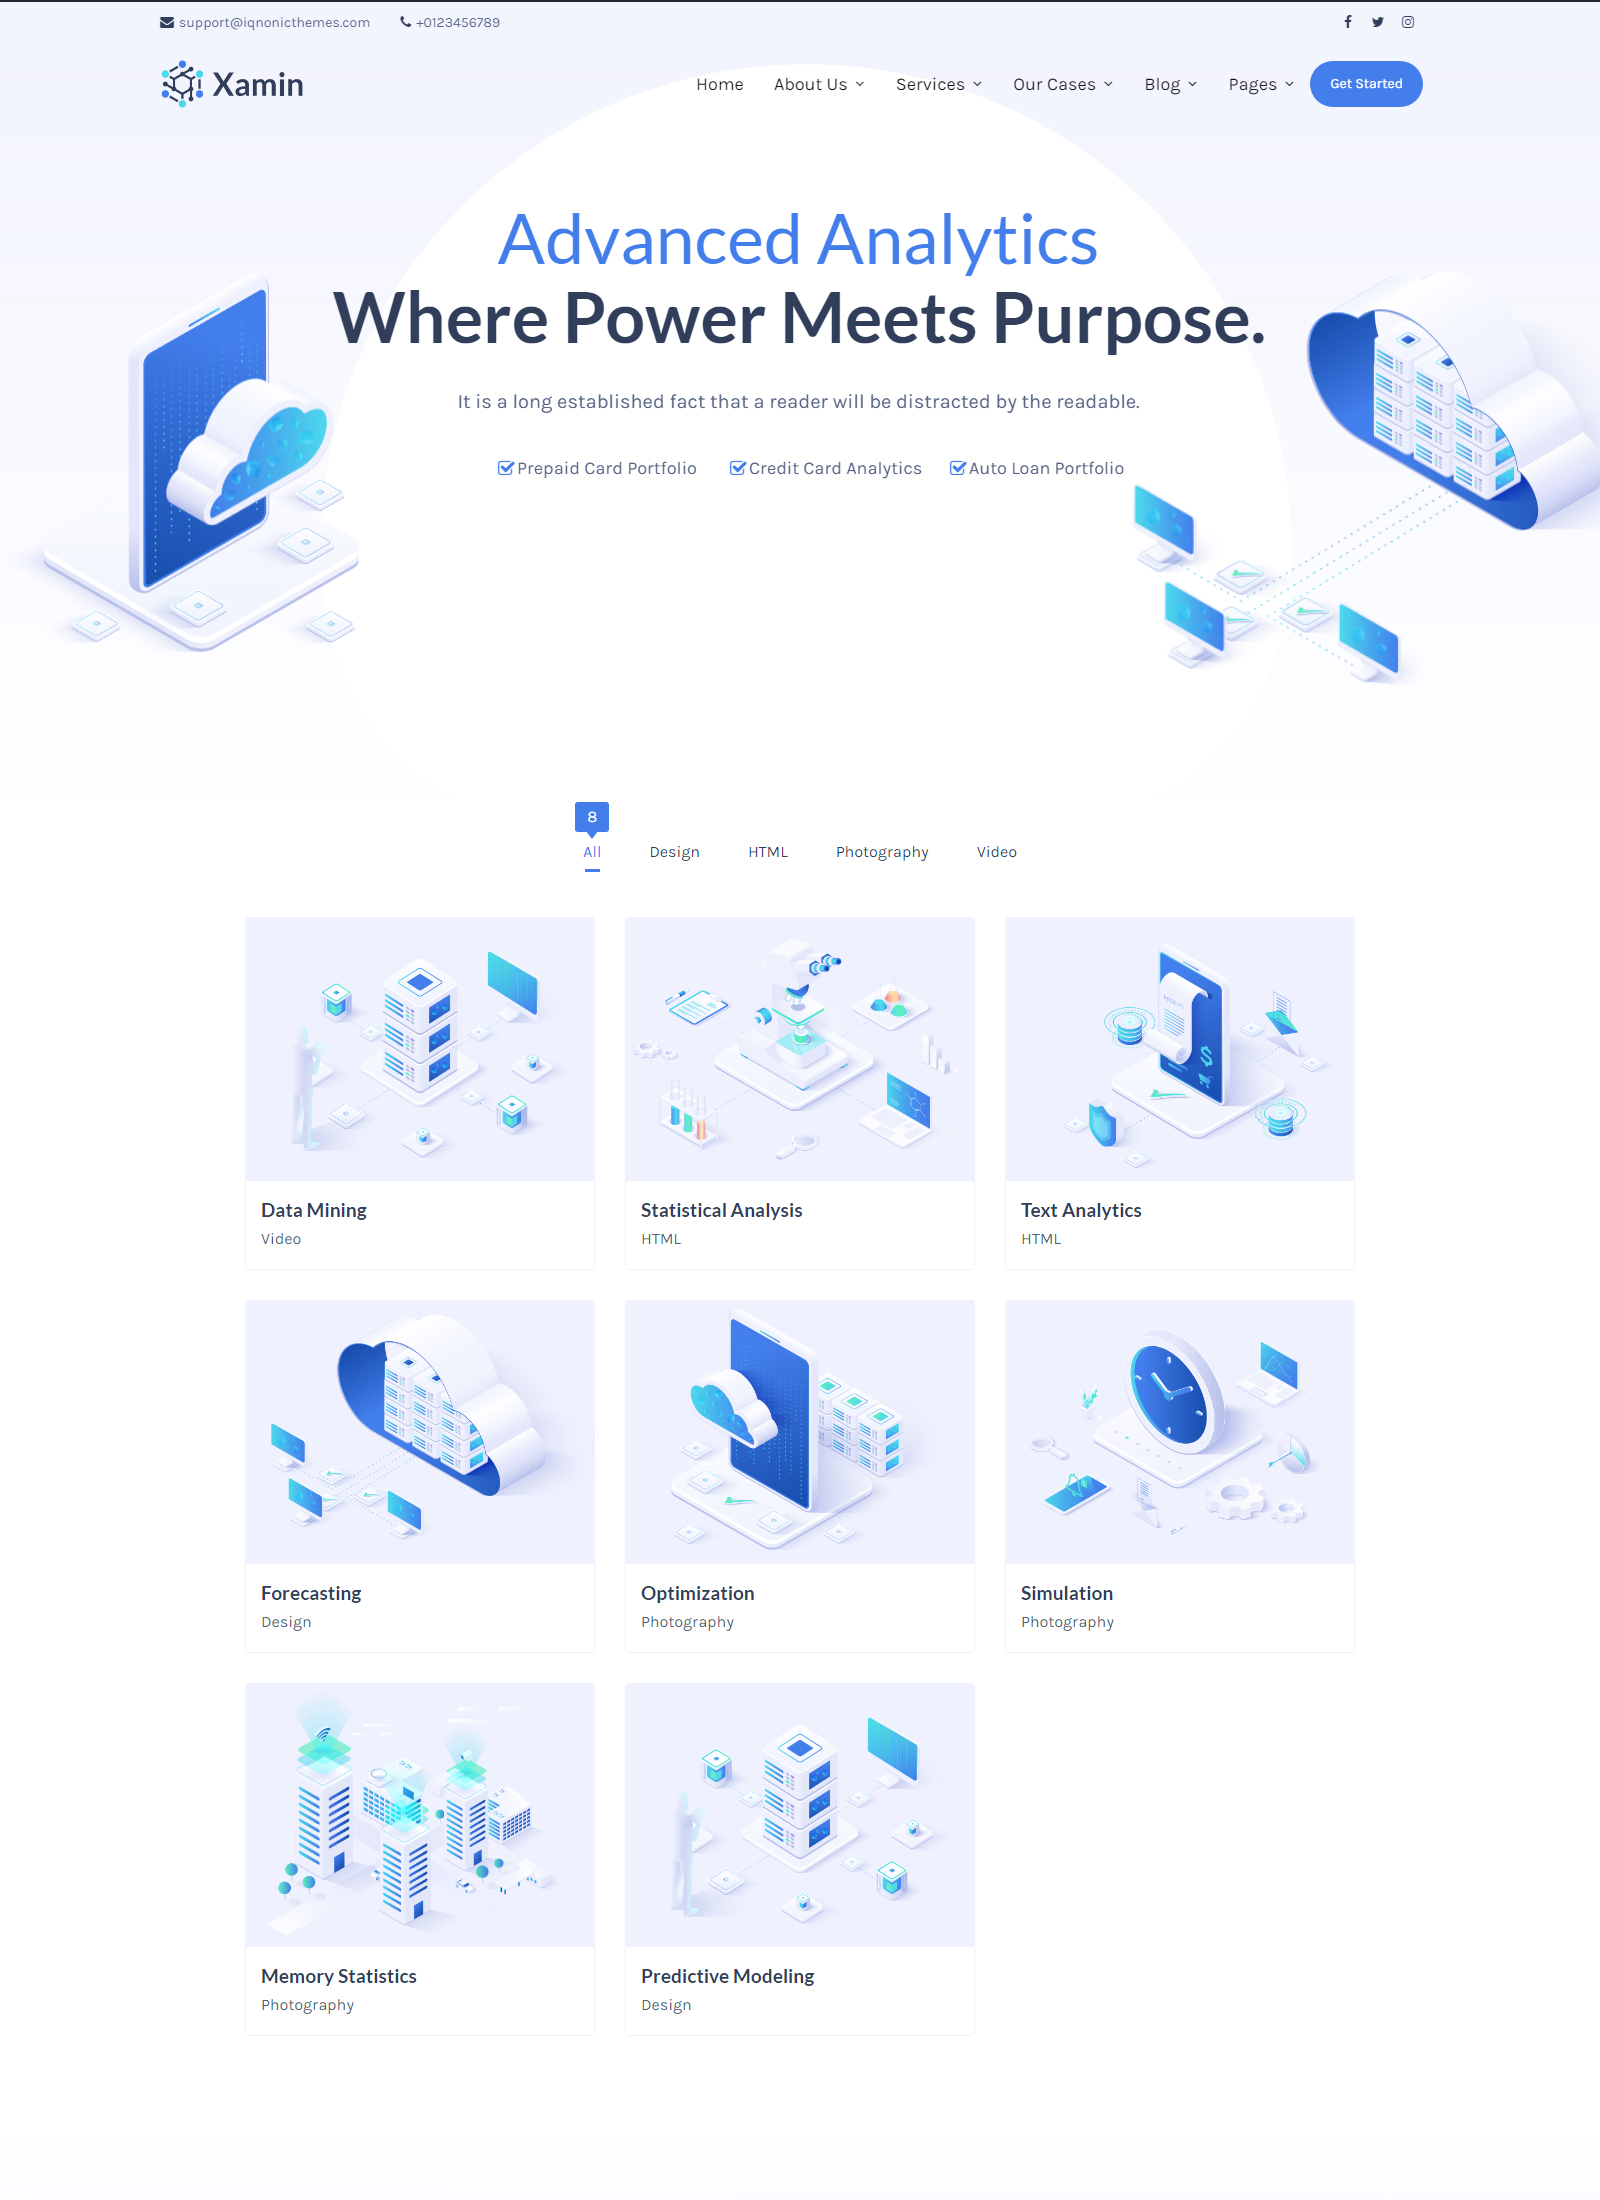 support@iqnonicthemes.com +0123456789
Xamin
Home About Us Services Our Cases Blog Pages Get Started
Advanced Analytics
Where Power Meets Purpose.
It is a long established fact that a reader will be distracted by the readable.
Prepaid Card Portfolio Credit Card Analytics Auto Loan Portfolio
8
All Design HTML Photography Video
Data Mining
Video
Statistical Analysis
HTML
Text Analytics
HTML
Forecasting
Design
Optimization
Photography
Simulation
Photography
Memory Statistics
Photography
Predictive Modeling
Design